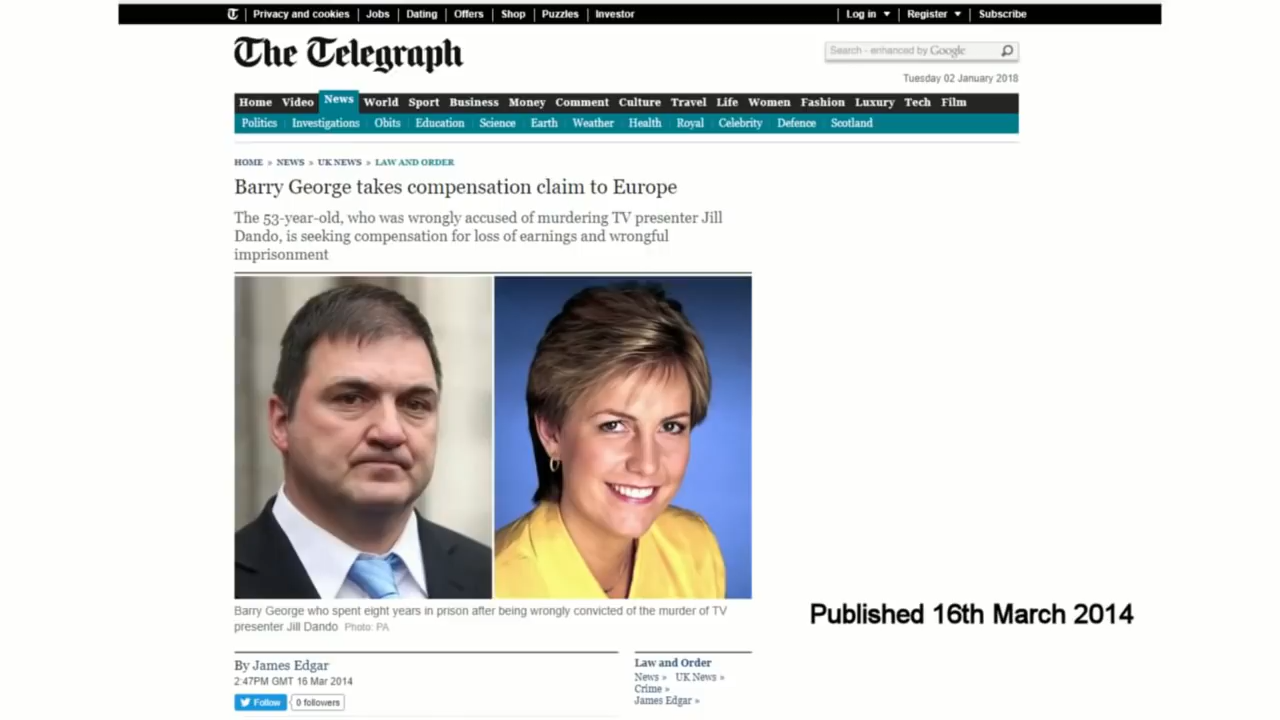 Privacy and cookies Jobs Dating Offers Shop Puzzles Investor Log in Register Subscribe
The Telegraph
Search - enhanced by Google
Tuesday 02 January 2018
Home Video News World Sport Business Money Comment Culture Travel Life Women Fashion Luxury Tech Film
Politics Investigations Obits Education Science Earth Weather Health Royal Celebrity Defence Scotland
HOME » NEWS » UK NEWS » LAW AND ORDER
Barry George takes compensation claim to Europe
The 53-year-old, who was wrongly accused of murdering TV presenter Jill
Dando, is seeking compensation for loss of earnings and wrongful
imprisonment
Barry George who spent eight years in prison after being wrongly convicted of the murder of TV
presenter Jill Dando Photo: PA
Published 16th March 2014
By James Edgar
2:47PM GMT 16 Mar 2014
Follow 0 followers
Law and Order
News » UK News »
Crime »
James Edgar »